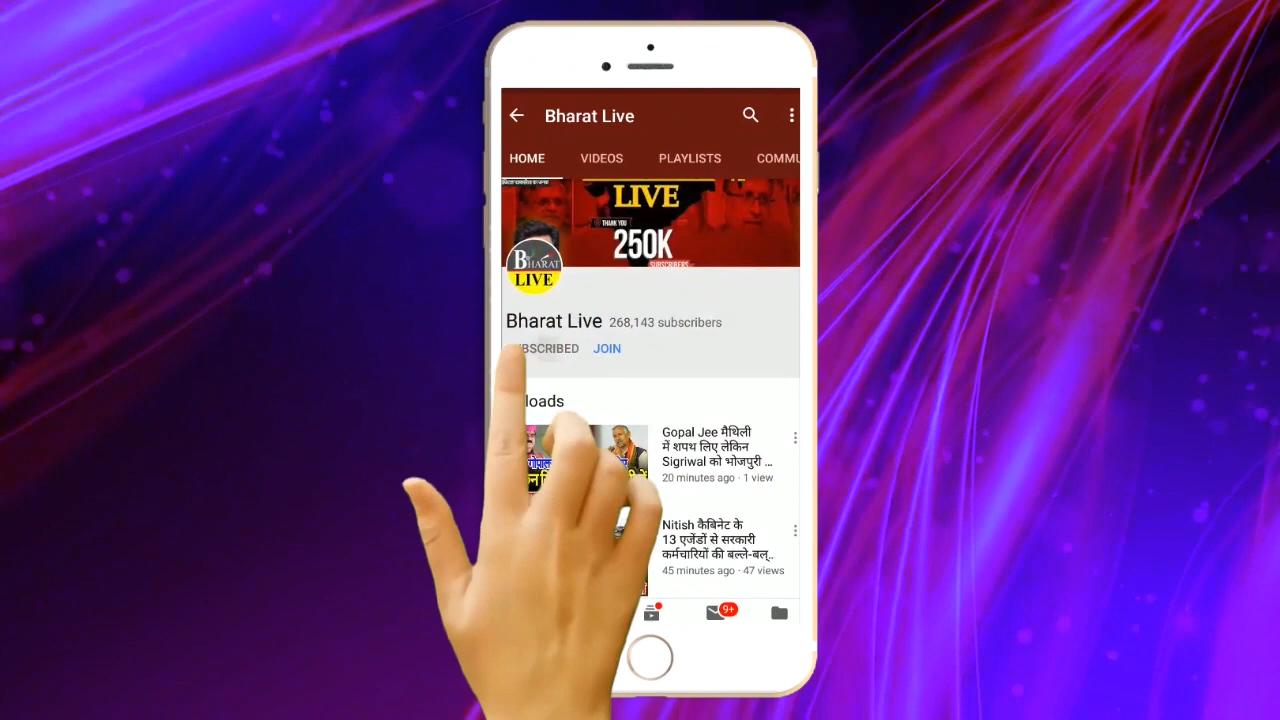 Bharat Live
HOME VIDEOS PLAYLISTS COMMU
LIVE
THANK YOU
250K
SUBSCRIBERS
BHARAT
LIVE
Bharat Live 268,143 subscribers
BSCRIBED JOIN
loads
Gopal Jee मैथिली
में शपथ लिए लेकिन
Sigriwal को भोजपुरी ...
20 minutes ago · 1 view
Nitish कैबिनेट के
13 एजेंडों से सरकारी
कर्मचारियों की बल्ले-बल्..
45 minutes ago · 47 views
9+